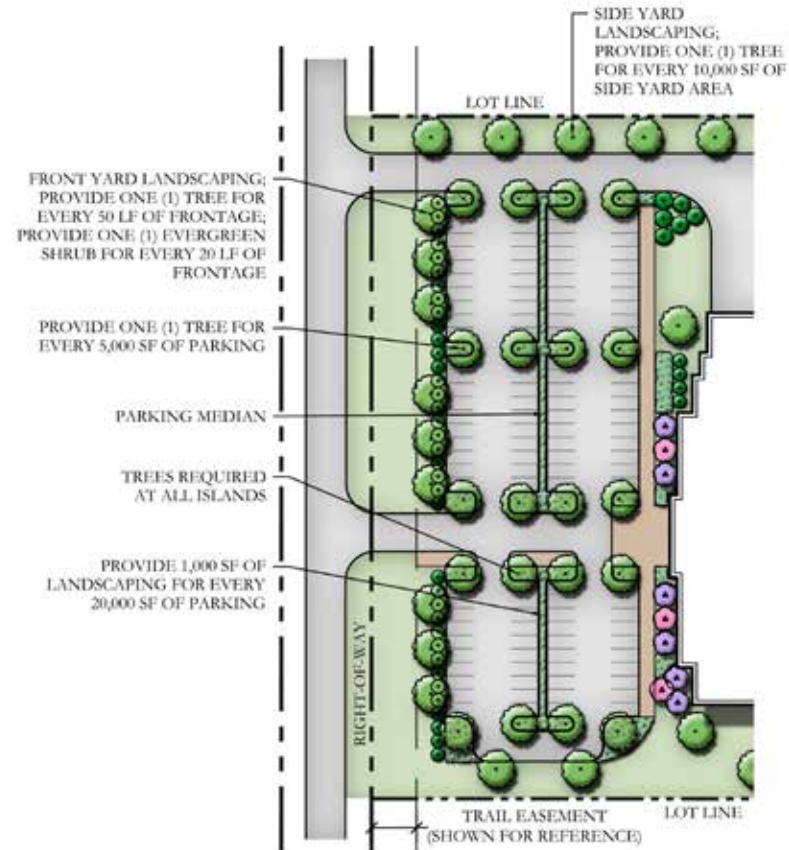 SIDE YARD
LANDSCAPING;
PROVIDE ONE (1) TREE
FOR EVERY 10,000 SF OF
SIDE YARD AREA
LOT LINE
FRONT YARD LANDSCAPING;
PROVIDE ONE (1) TREE FOR
EVERY 50 LF OF FRONTAGE;
PROVIDE ONE (1) EVERGREEN
SHRUB FOR EVERY 20 LF OF
FRONTAGE
PROVIDE ONE (1) TREE FOR
EVERY 5,000 SF OF PARKING
PARKING MEDIAN
TREES REQUIRED
AT ALL ISLANDS
PROVIDE 1,000 SF OF
LANDSCAPING FOR EVERY
20,000 SF OF PARKING
RIGHT-OF-WAY
TRAIL EASEMENT
(SHOWN FOR REFERENCE)
LOT LINE